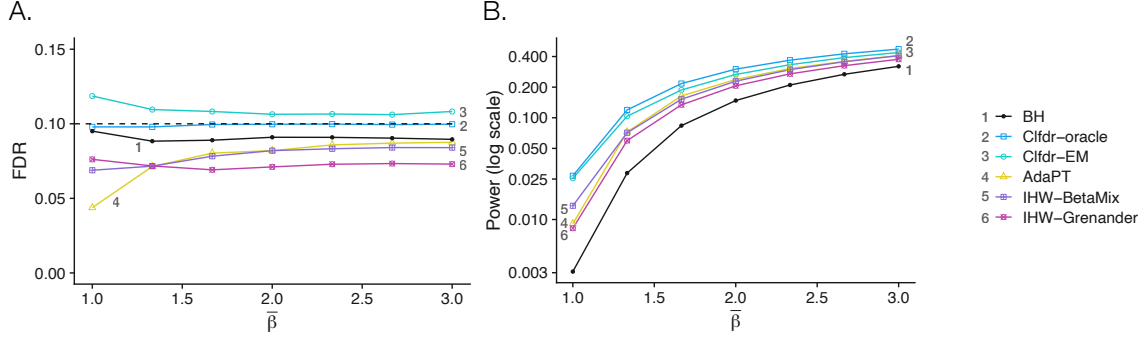 A.
0.15
0.10
0.05
0.00
FDR
1.0
1.5
2.0
2.5
3.0
β̅
1
2
3
4
5
6
B.
0.400
0.200
0.100
0.050
0.025
0.010
0.003
Power (log scale)
1.0
1.5
2.0
2.5
3.0
β̅
2
3
1
5
4
6
1 BH
2 Clfdr−oracle
3 Clfdr−EM
4 AdaPT
5 IHW−BetaMix
6 IHW−Grenander